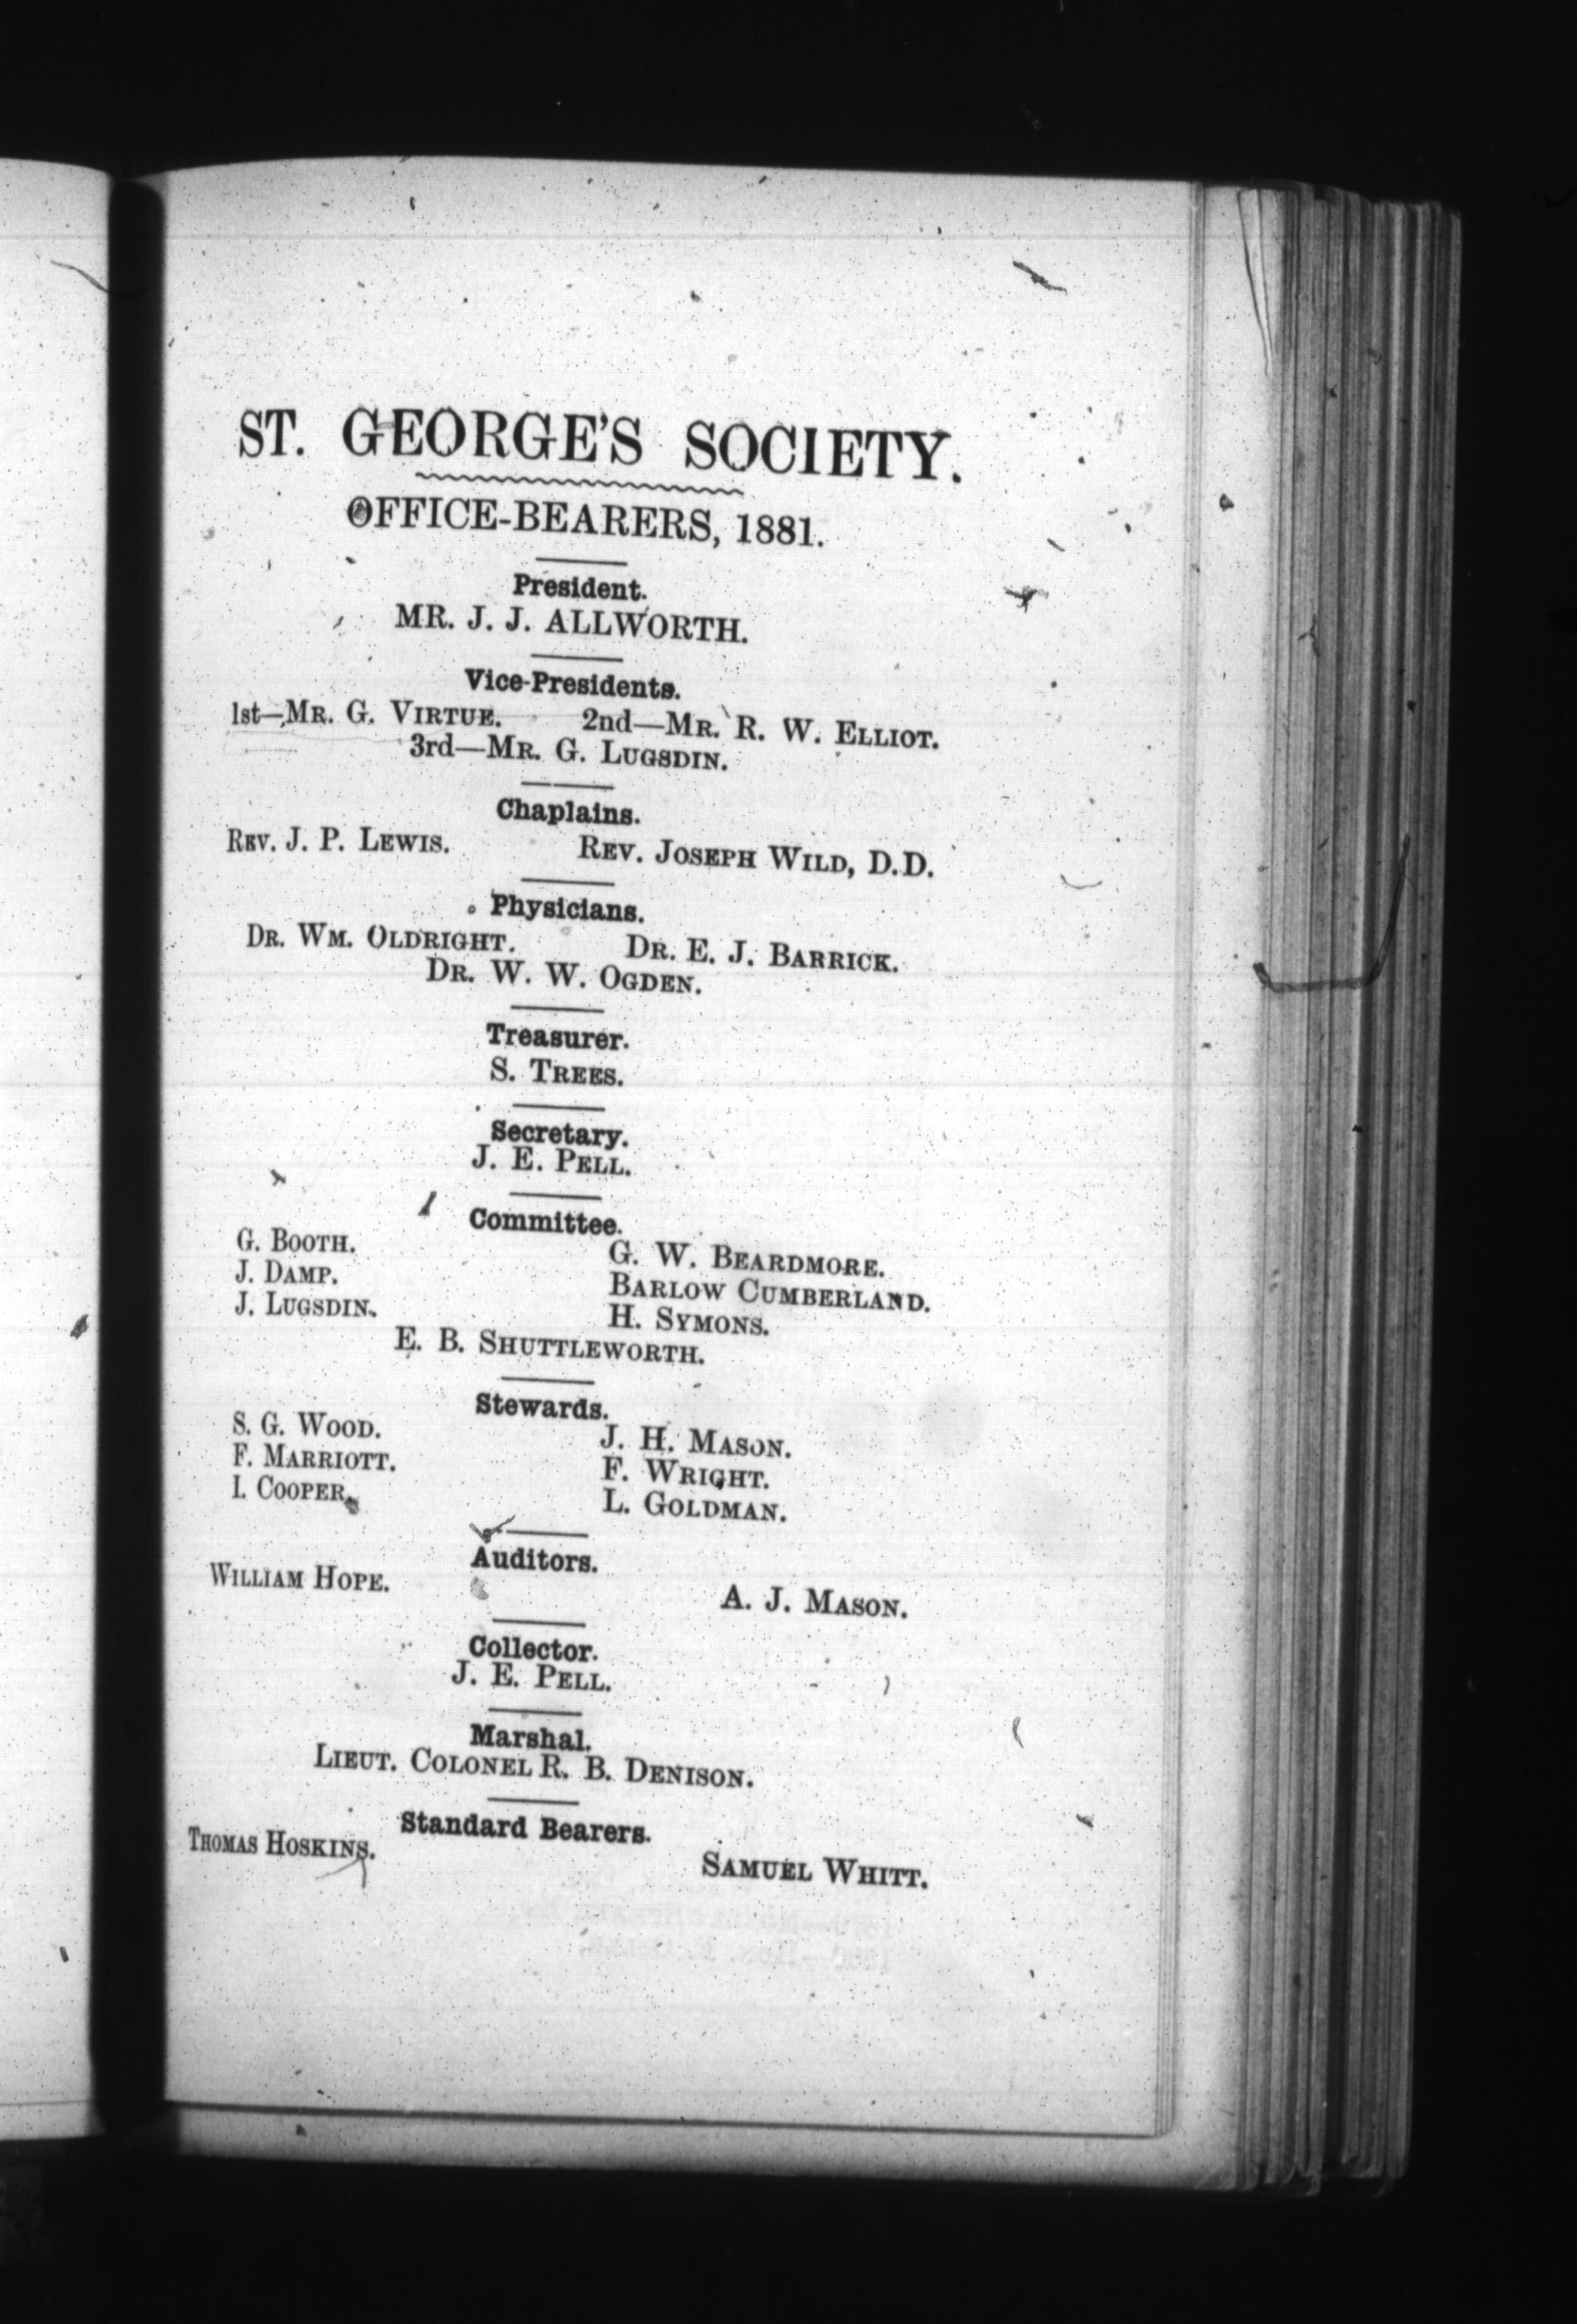 ST. GEORGE'S SOCIETY.
OFFICE-BEARERS, 1881.
President.
MR. J. J. ALLWORTH.
Vice-Presidents.
1st—MR. G. VIRTUE. 2nd—MR. R. W. ELLIOT.
3rd—MR. G. LUGSDIN.
Chaplains.
REV. J. P. LEWIS. REV. JOSEPH WILD, D.D.
Physicians.
DR. WM. OLDRIGHT. DR. E. J. BARRICK.
DR. W. W. OGDEN.
Treasurer.
S. TREES.
Secretary.
J. E. PELL.
Committee.
G. BOOTH. G. W. BEARDMORE.
J. DAMP. BARLOW CUMBERLAND.
J. LUGSDIN. H. SYMONS.
E. B. SHUTTLEWORTH.
Stewards.
S. G. WOOD. J. H. MASON.
F. MARRIOTT. F. WRIGHT.
I. COOPER. L. GOLDMAN.
Auditors.
WILLIAM HOPE. A. J. MASON.
Collector.
J. E. PELL.
Marshal.
LIEUT. COLONEL R. B. DENISON.
Standard Bearers.
THOMAS HOSKINS. SAMUEL WHITT.